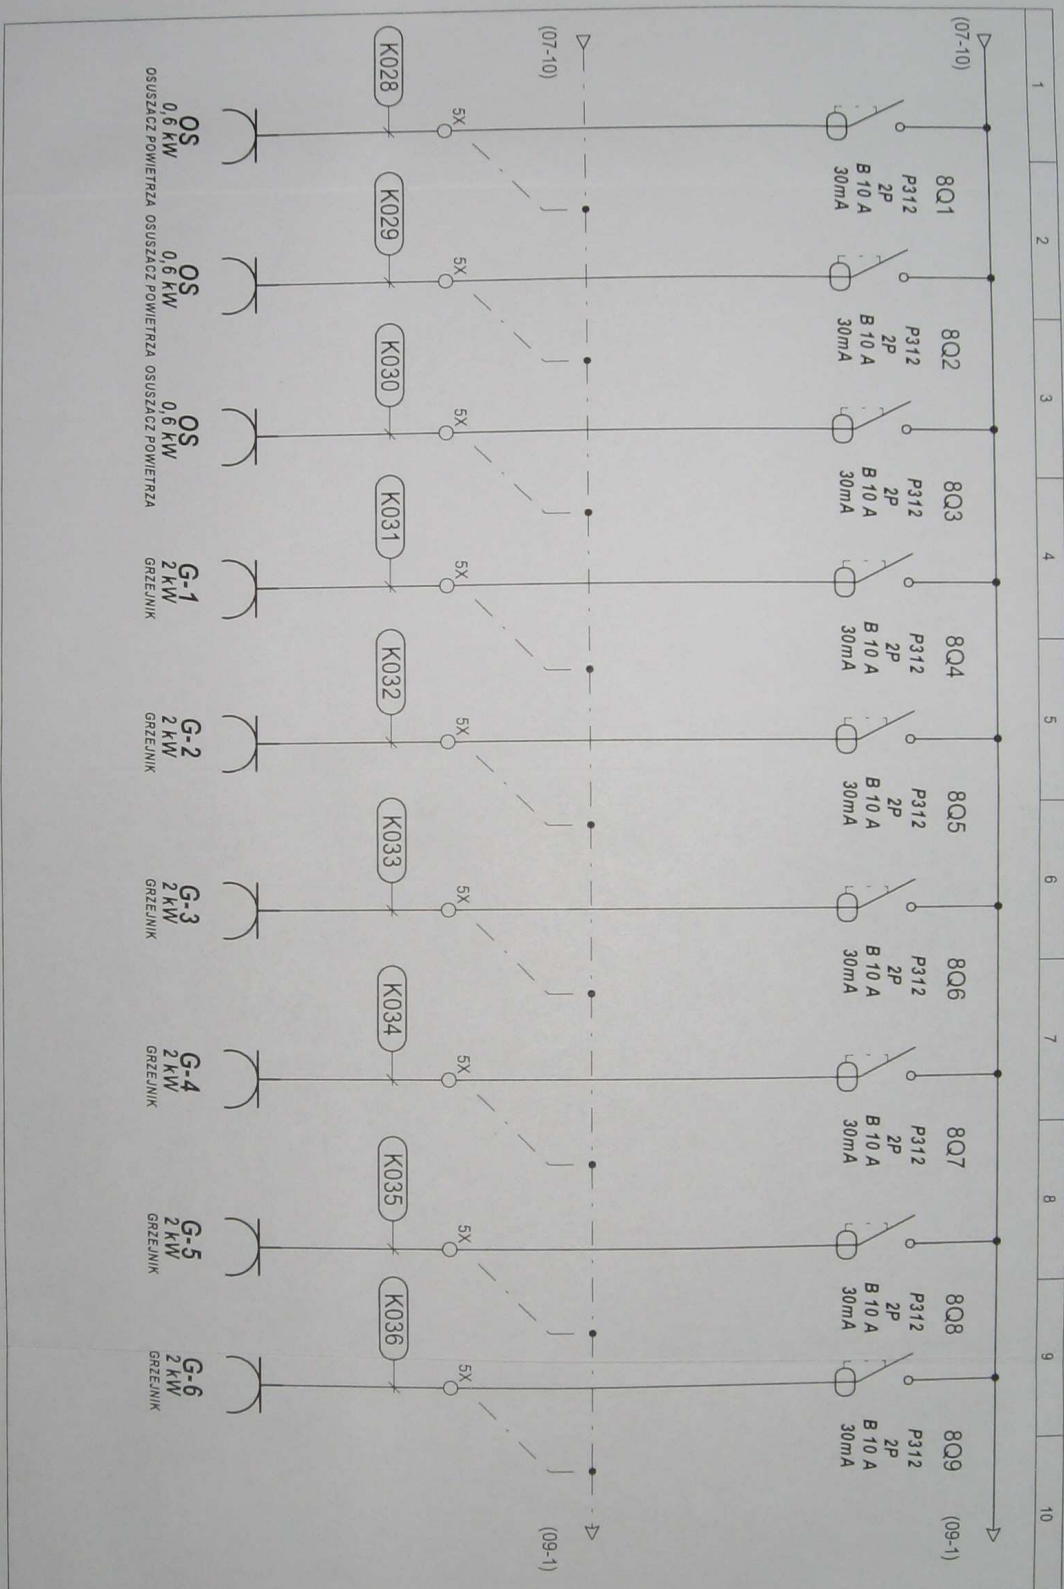 1
2
3
4
5
6
7
8
9
10
(07-10)
(09-1)
8Q1
P312
2P
B 10 A
30mA
8Q2
P312
2P
B 10 A
30mA
8Q3
P312
2P
B 10 A
30mA
8Q4
P312
2P
B 10 A
30mA
8Q5
P312
2P
B 10 A
30mA
8Q6
P312
2P
B 10 A
30mA
8Q7
P312
2P
B 10 A
30mA
8Q8
P312
2P
B 10 A
30mA
8Q9
P312
2P
B 10 A
30mA
(07-10)
(09-1)
5X
5X
5X
5X
5X
5X
5X
5X
5X
K028
K029
K030
K031
K032
K033
K034
K035
K036
OS
0,6 kW
OSUSZACZ POWIETRZA
OS
0,6 kW
OSUSZACZ POWIETRZA
OS
0,6 kW
OSUSZACZ POWIETRZA
G-1
2 kW
GRZEJNIK
G-2
2 kW
GRZEJNIK
G-3
2 kW
GRZEJNIK
G-4
2 kW
GRZEJNIK
G-5
2 kW
GRZEJNIK
G-6
2 kW
GRZEJNIK